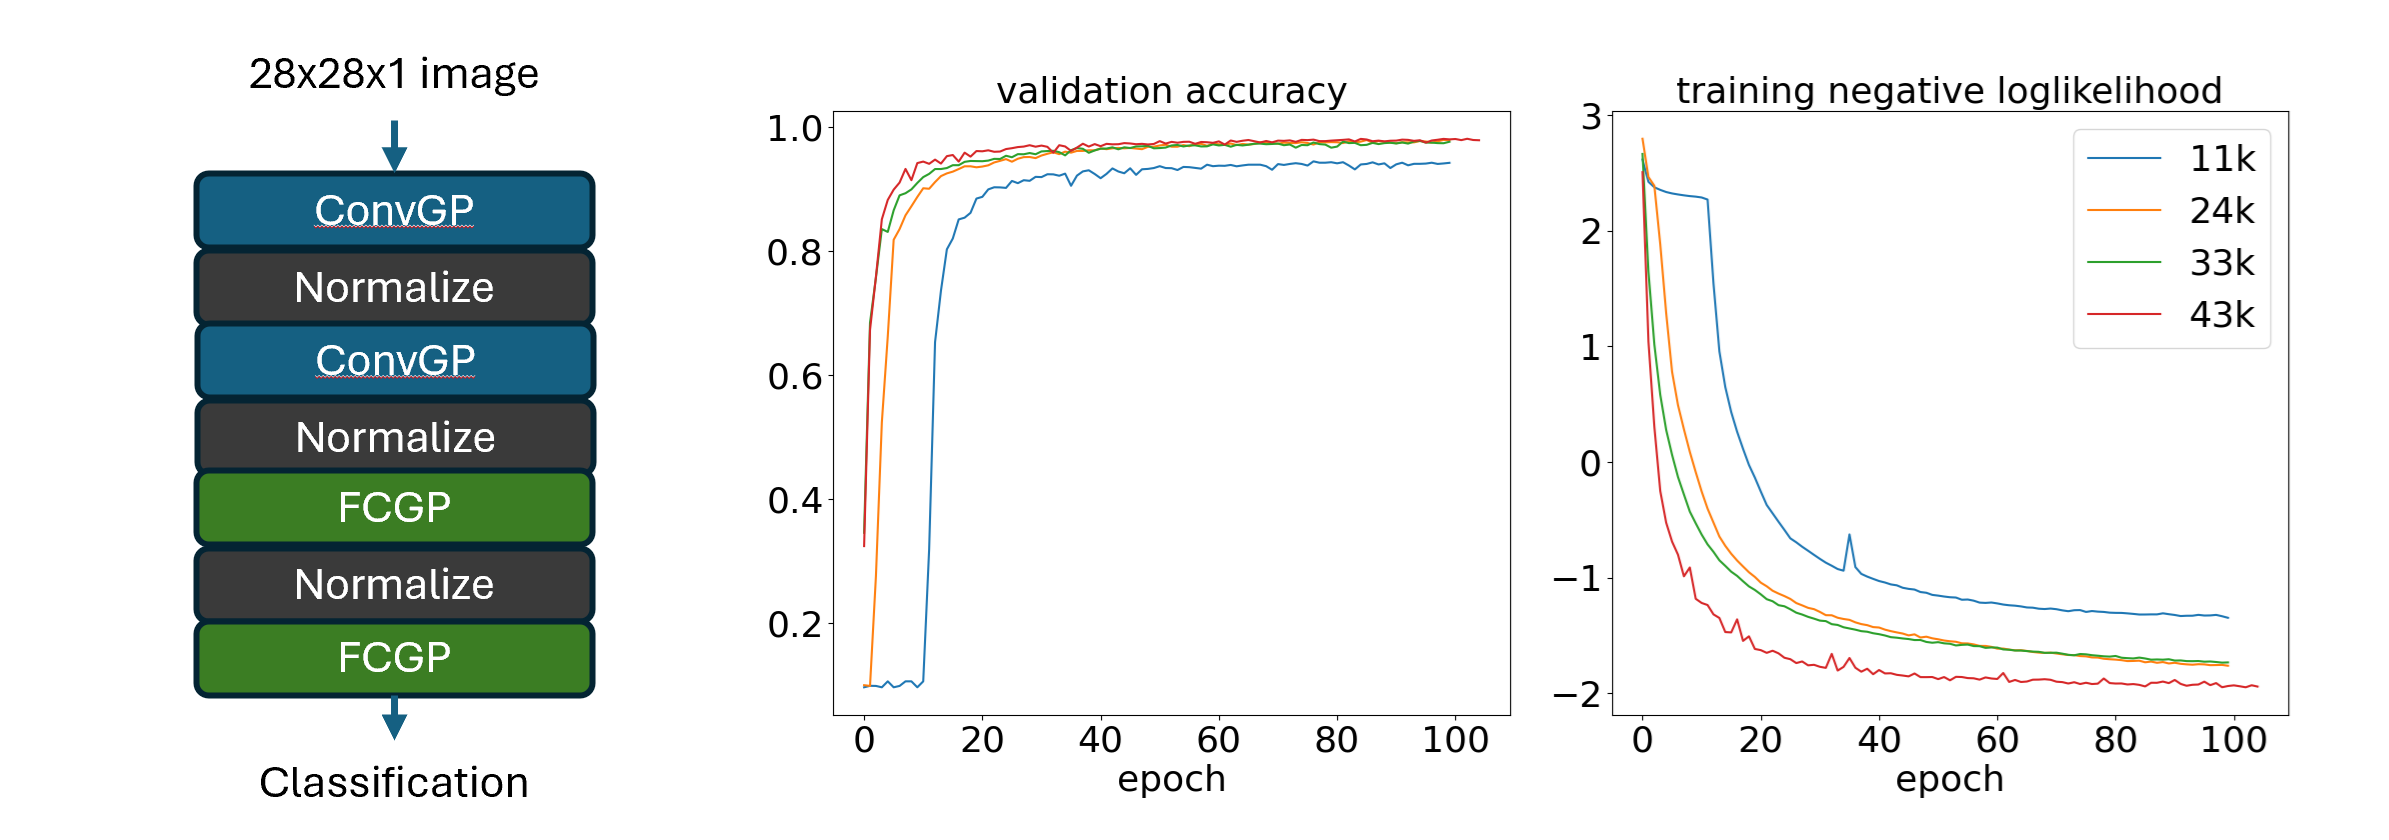 28x28x1 image
ConvGP
Normalize
ConvGP
Normalize
FCGP
Normalize
FCGP
Classification
validation accuracy
1.0
0.8
0.6
0.4
0.2
0 20 40 60 80 100
epoch
training negative loglikelihood
3
2
1
0
−1
−2
0 20 40 60 80 100
epoch
11k
24k
33k
43k